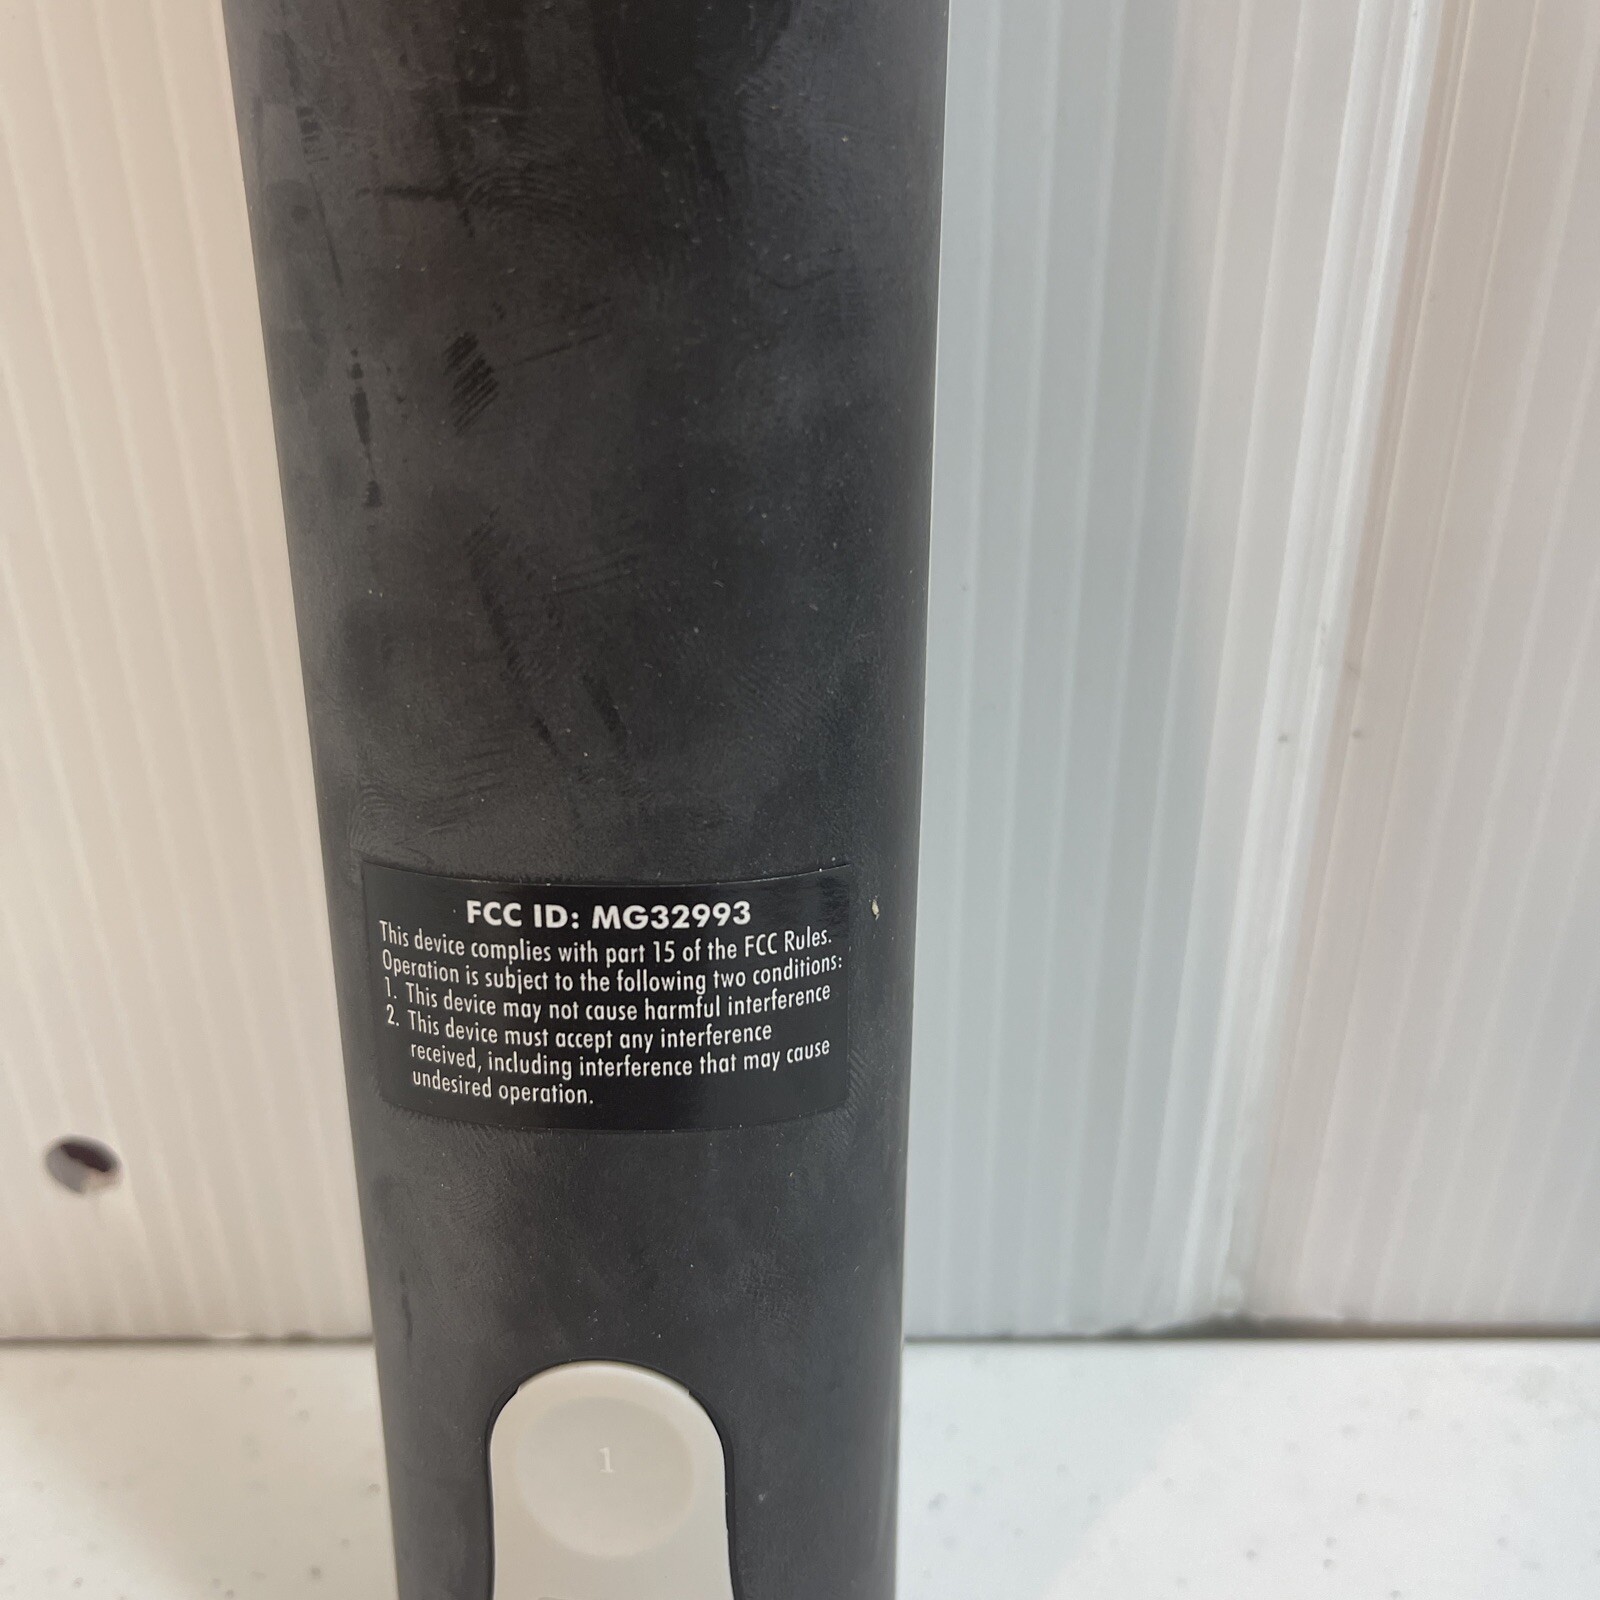 FCC ID: MG32993
This device complies with part 15 of the FCC Rules.
Operation is subject to the following two conditions:
1. This device may not cause harmful interference
2. This device must accept any interference
received, including interference that may cause
undesired operation.
1